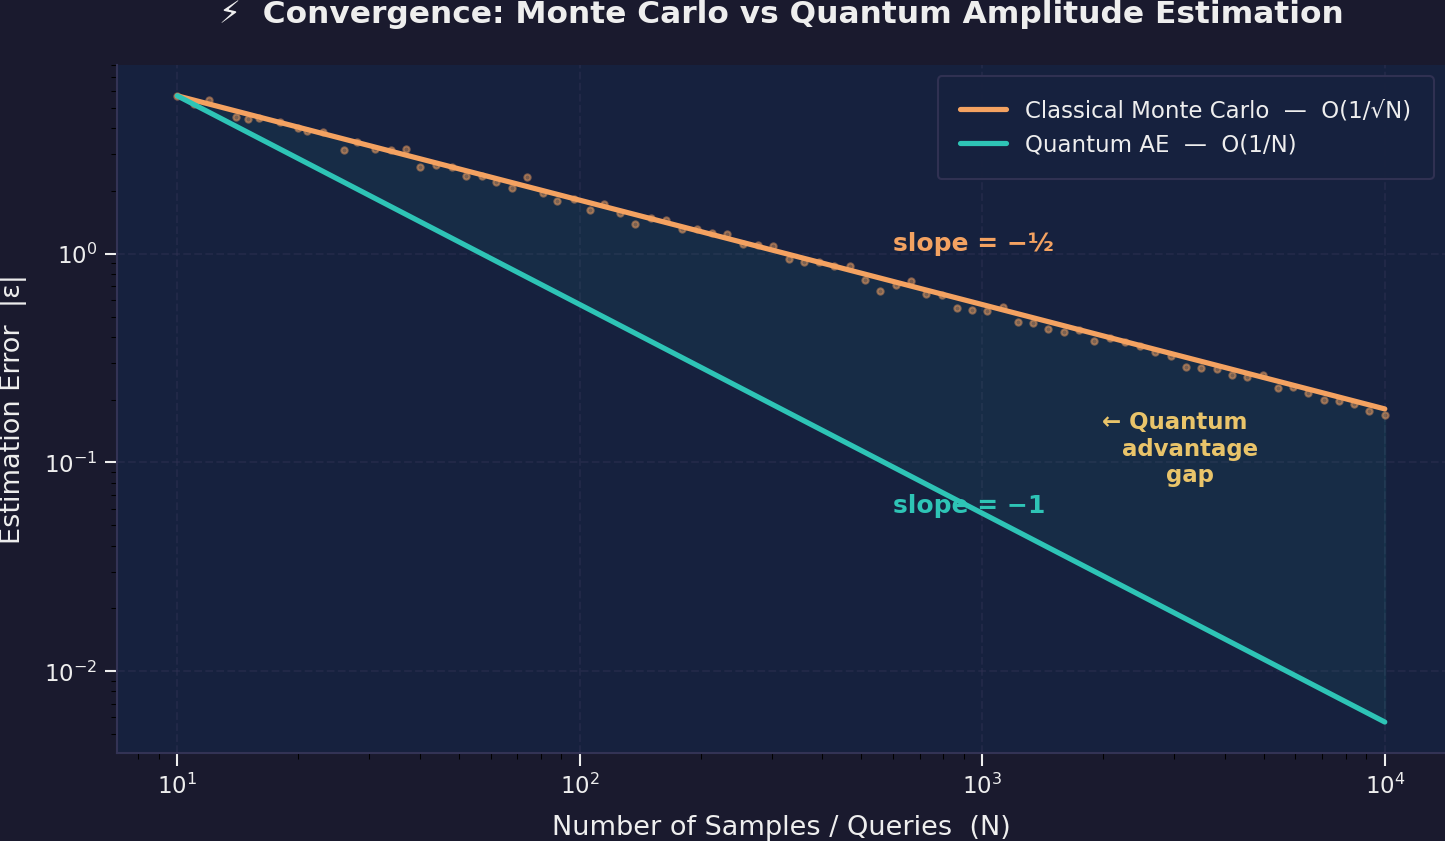 ⚡ Convergence: Monte Carlo vs Quantum Amplitude Estimation
Classical Monte Carlo — O(1/√N)
Quantum AE — O(1/N)
slope = −½
← Quantum
advantage
gap
slope = −1
Estimation Error |ε|
10⁰
10⁻¹
10⁻²
10¹ 10² 10³ 10⁴
Number of Samples / Queries (N)